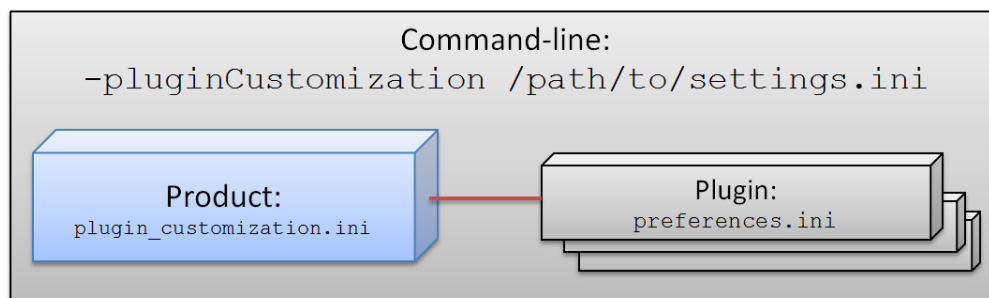 Command-line:
-pluginCustomization /path/to/settings.ini
Product:
plugin_customization.ini
Plugin:
preferences.ini